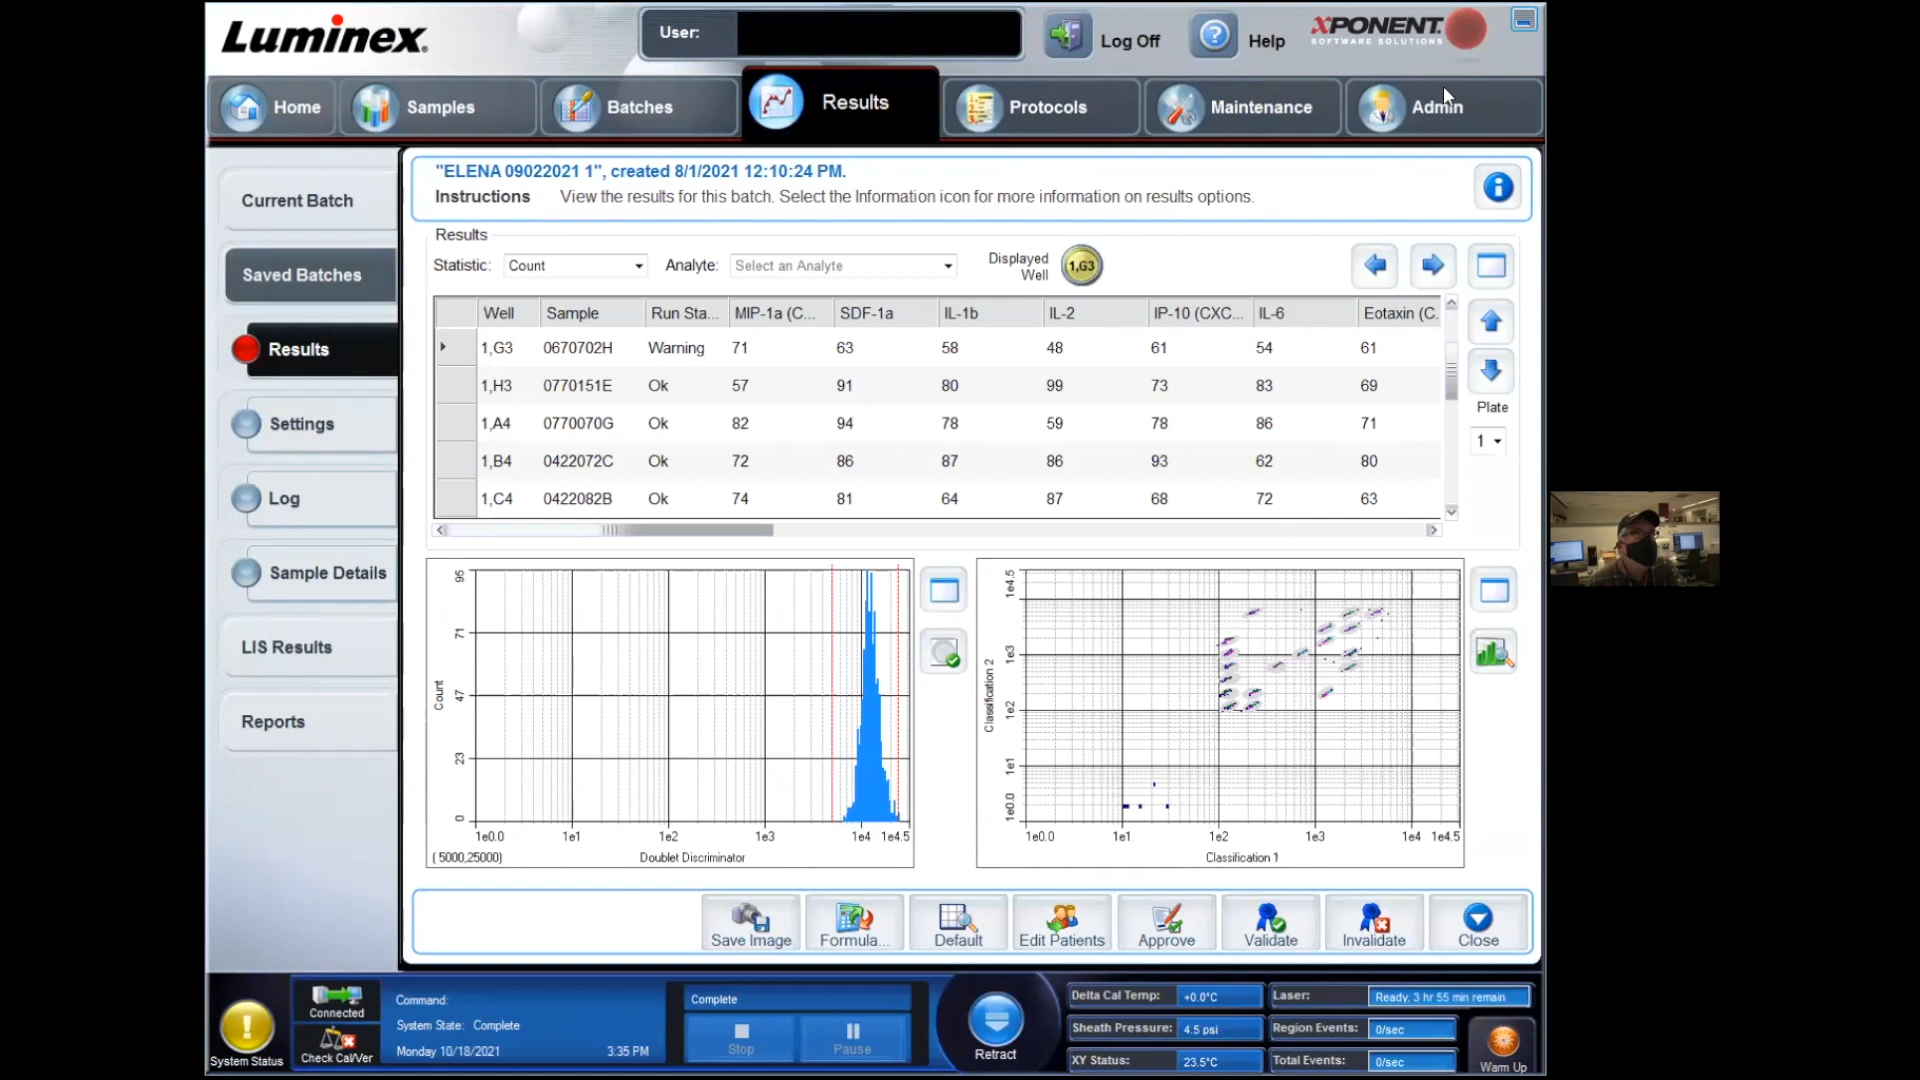 Luminex
User:
Log Off
Help
XPONENT
SOFTWARE SOLUTIONS
Home
Samples
Batches
Results
Protocols
Maintenance
Admin
Current Batch
Saved Batches
Results
Settings
Log
Sample Details
LIS Results
Reports
"ELENA 09022021 1", created 8/1/2021 12:10:24 PM.
Instructions View the results for this batch. Select the Information icon for more information on results options.
Results
Statistic: Count Analyte: Select an Analyte Displayed Well 1,G3
Well Sample Run Sta... MIP-1a (C... SDF-1a IL-1b IL-2 IP-10 (CXC... IL-6 Eotaxin (C.
1,G3 0670702H Warning 71 63 58 48 61 54 61
1,H3 0770151E Ok 57 91 80 99 73 83 69
1,A4 0770070G Ok 82 94 78 59 78 86 71
1,B4 0422072C Ok 72 86 87 86 93 62 80
1,C4 0422082B Ok 74 81 64 87 68 72 63
Plate
1
95
71
47
23
0
Count
1e0.0 1e1 1e2 1e3 1e4 1e4.5
(5000,25000) Doublet Discriminator
1e4.5
1e3
1e2
1e1
1e0.0
Classification 2
1e0.0 1e1 1e2 1e3 1e4 1e4.5
Classification 1
Save Image
Formula...
Default
Edit Patients
Approve
Validate
Invalidate
Close
System Status
Connected
Check Cal/Ver
Command:
System State: Complete
Monday 10/18/2021 3:35 PM
Complete
Stop
Pause
Retract
Delta Cal Temp: +0.0°C
Sheath Pressure: 4.5 psi
XY Status: 23.5°C
Laser: Ready, 3 hr 55 min remain
Region Events: 0/sec
Total Events: 0/sec
Warm Up